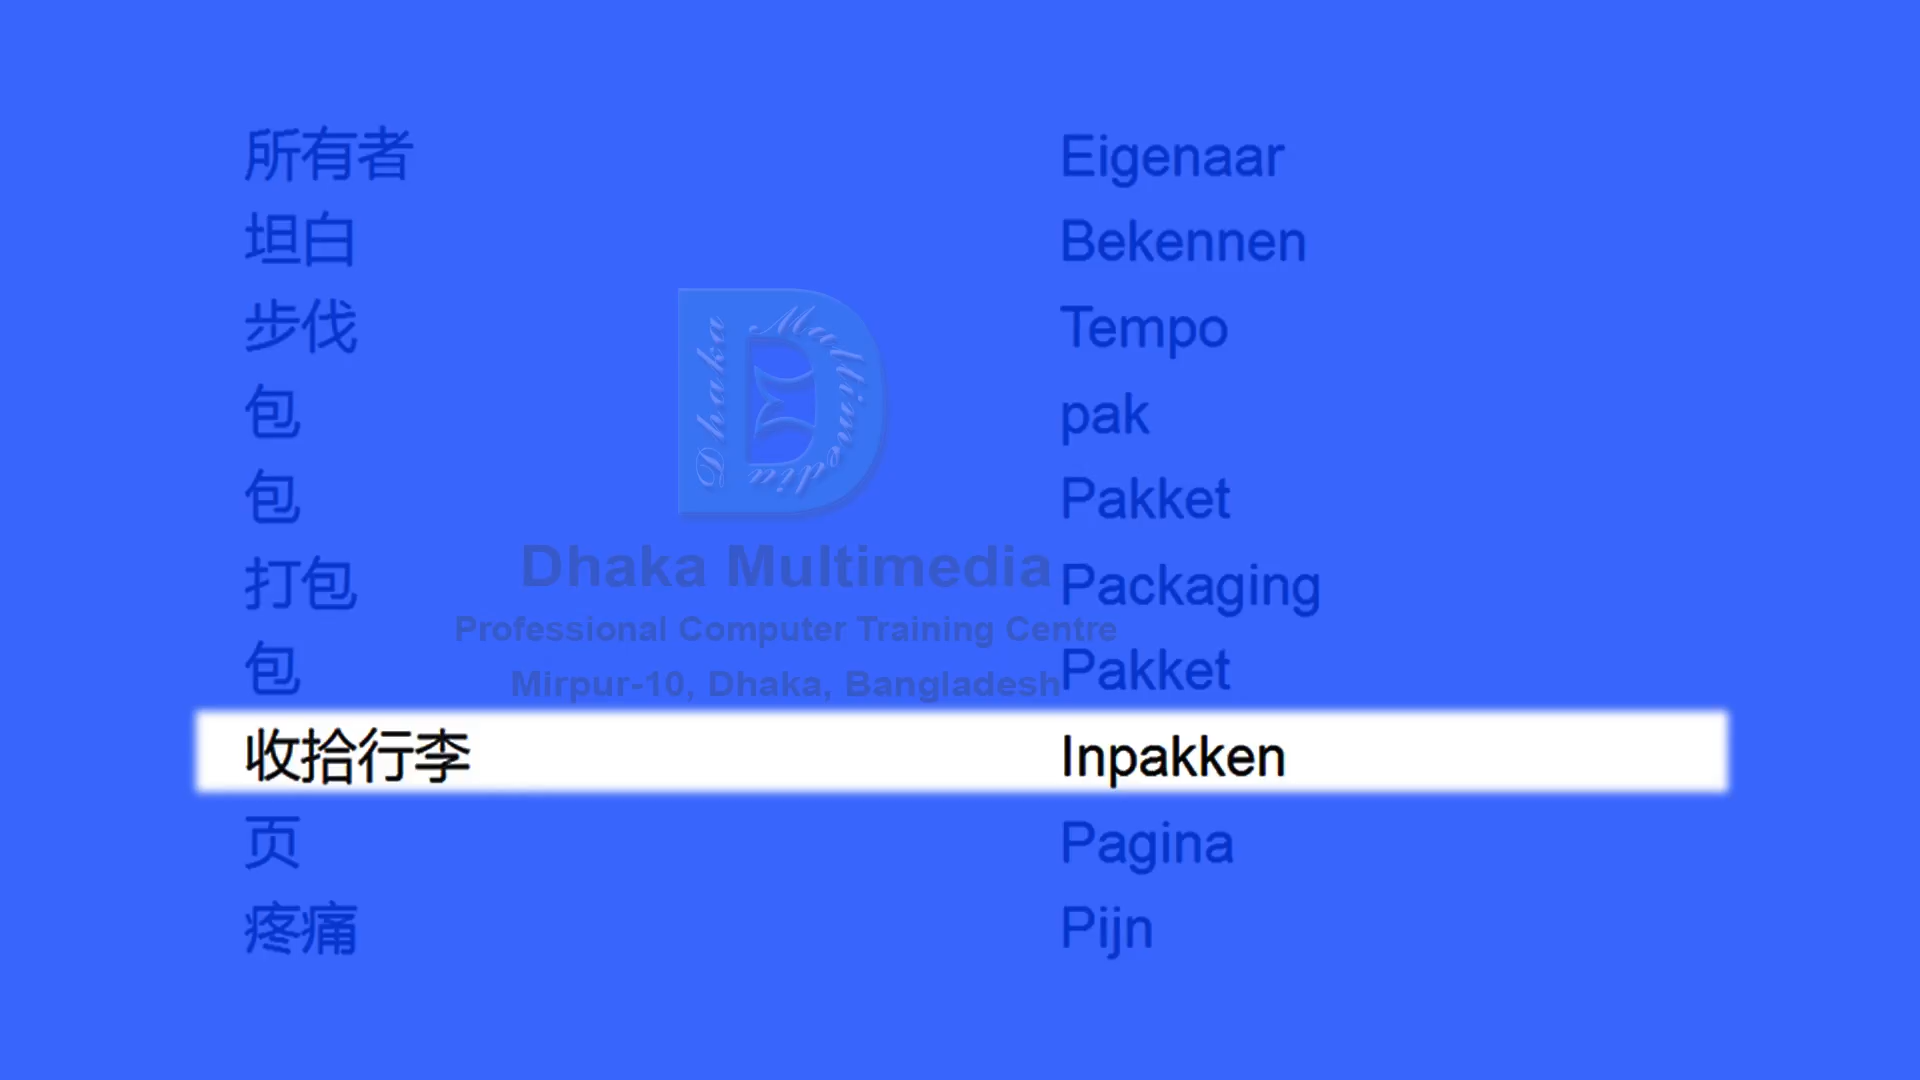 所有者 Eigenaar
坦白 Bekennen
步伐 Tempo
包 pak
包 Pakket
打包 Packaging
包 Pakket
收拾行李 Inpakken
页 Pagina
疼痛 Pijn
Dhaka Multimedia
Dhaka Multimedia
Professional Computer Training Centre
Mirpur-10, Dhaka, Bangladesh